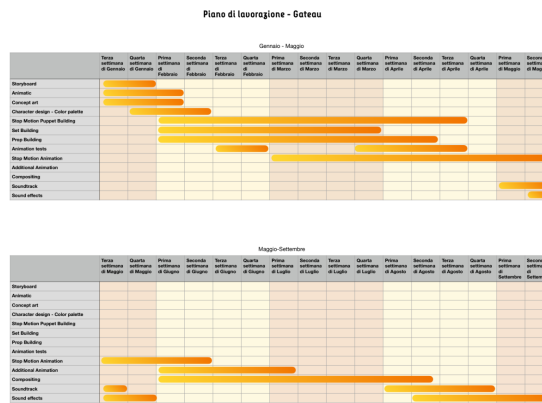 Piano di lavorazione - Gateau
Gennaio - Maggio
Terza settimana di Gennaio Quarta settimana di Gennaio Prima settimana di Febbraio Seconda settimana di Febbraio Terza settimana di Febbraio Quarta settimana di Febbraio Prima settimana di Marzo Seconda settimana di Marzo Terza settimana di Marzo Quarta settimana di Marzo Prima settimana di Aprile Seconda settimana di Aprile Terza settimana di Aprile Quarta settimana di Aprile Prima settimana di Maggio
Storyboard
Animatic
Concept art
Character design - Color palette
Stop Motion Puppet Building
Set Building
Prop Building
Animation tests
Stop Motion Animation
Additional Animation
Compositing
Soundtrack
Sound effects
Maggio-Settembre
Terza settimana di Maggio Quarta settimana di Maggio Prima settimana di Giugno Seconda settimana di Giugno Terza settimana di Giugno Quarta settimana di Giugno Prima settimana di Luglio Seconda settimana di Luglio Terza settimana di Luglio Quarta settimana di Luglio Prima settimana di Agosto Seconda settimana di Agosto Terza settimana di Agosto Quarta settimana di Agosto Prima settimana di Settembre
Storyboard
Animatic
Concept art
Character design - Color palette
Stop Motion Puppet Building
Set Building
Prop Building
Animation tests
Stop Motion Animation
Additional Animation
Compositing
Soundtrack
Sound effects